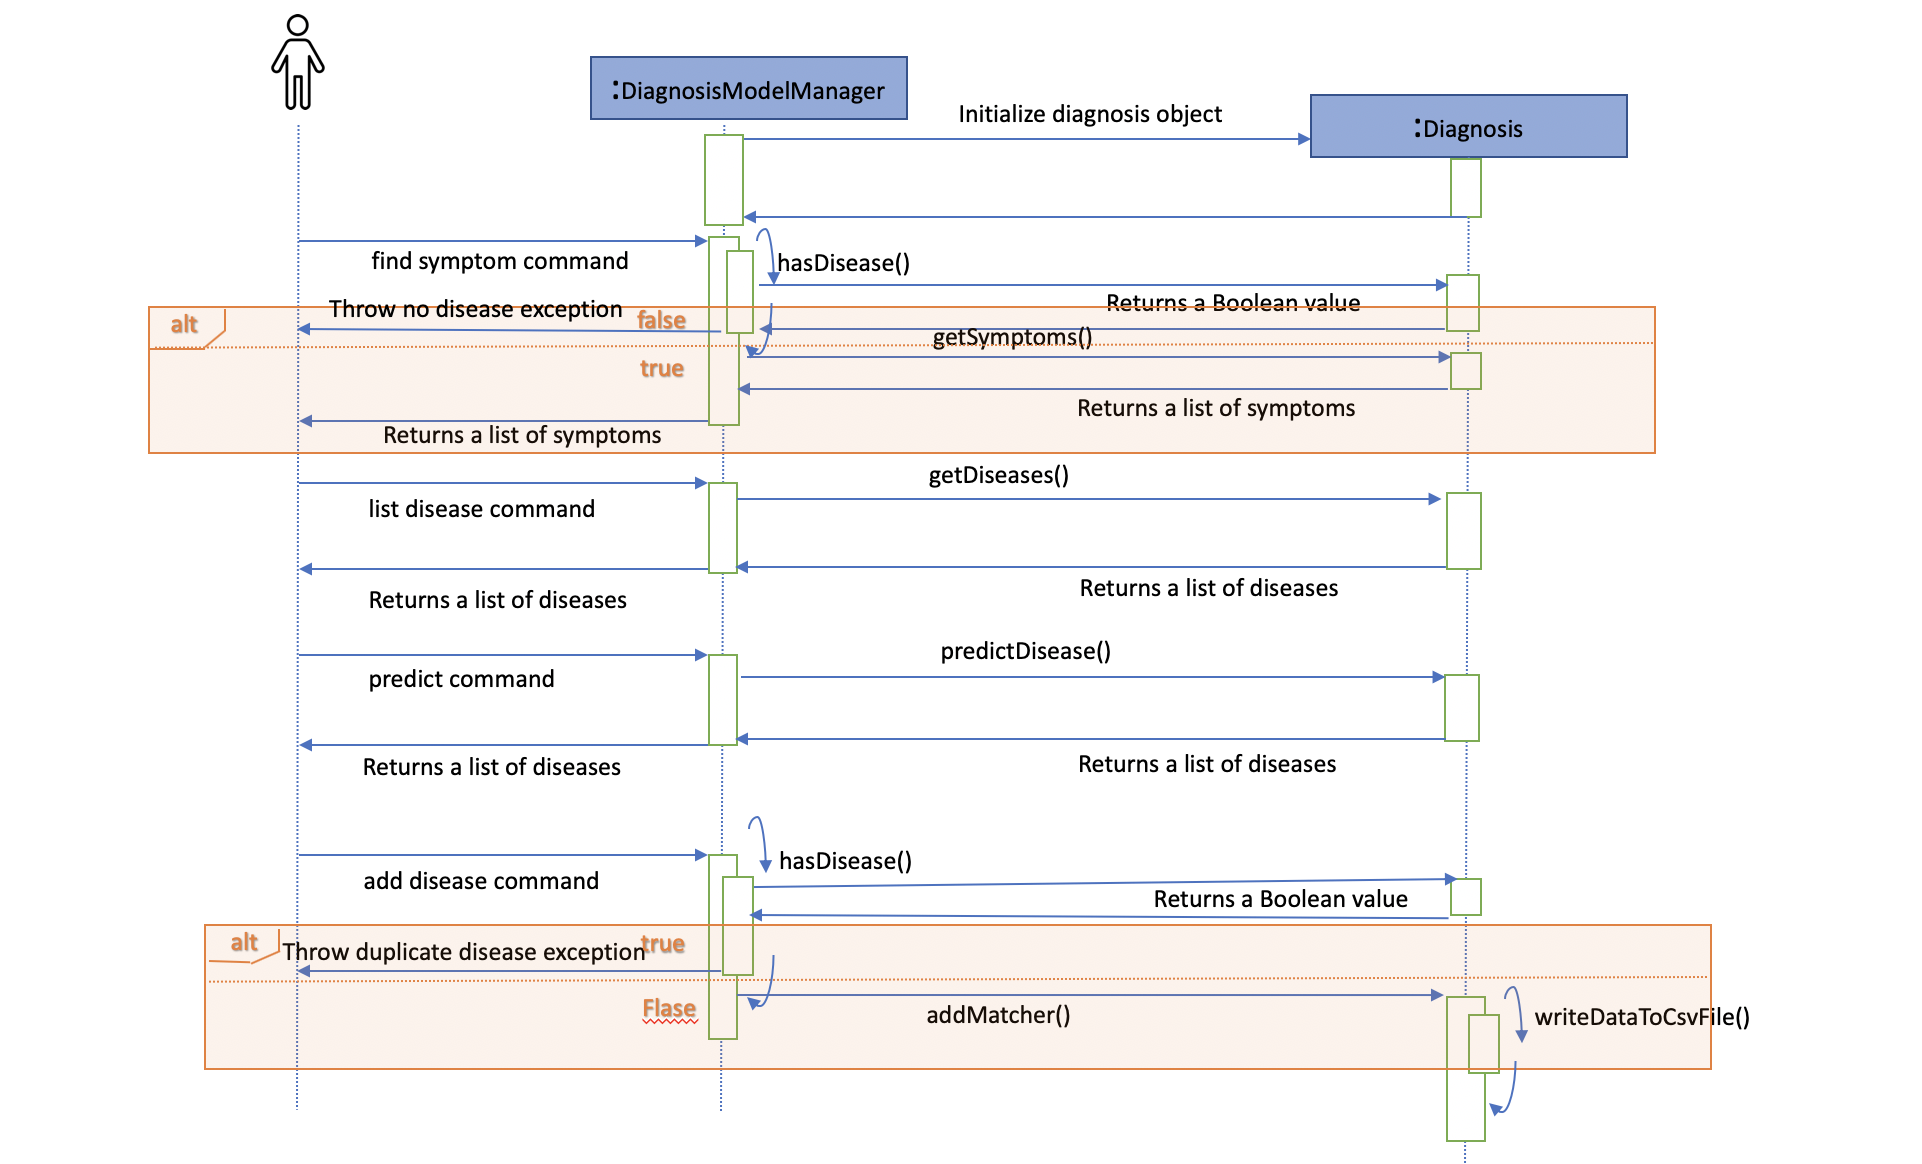 :DiagnosisModelManager
Initialize diagnosis object
:Diagnosis
find symptom command
hasDisease()
Returns a Boolean value
Throw no disease exception
alt
false
getSymptoms()
true
Returns a list of symptoms
Returns a list of symptoms
getDiseases()
list disease command
Returns a list of diseases
Returns a list of diseases
predictDisease()
predict command
Returns a list of diseases
Returns a list of diseases
hasDisease()
add disease command
Returns a Boolean value
alt
Throw duplicate disease exception
true
Flase
addMatcher()
writeDataToCsvFile()